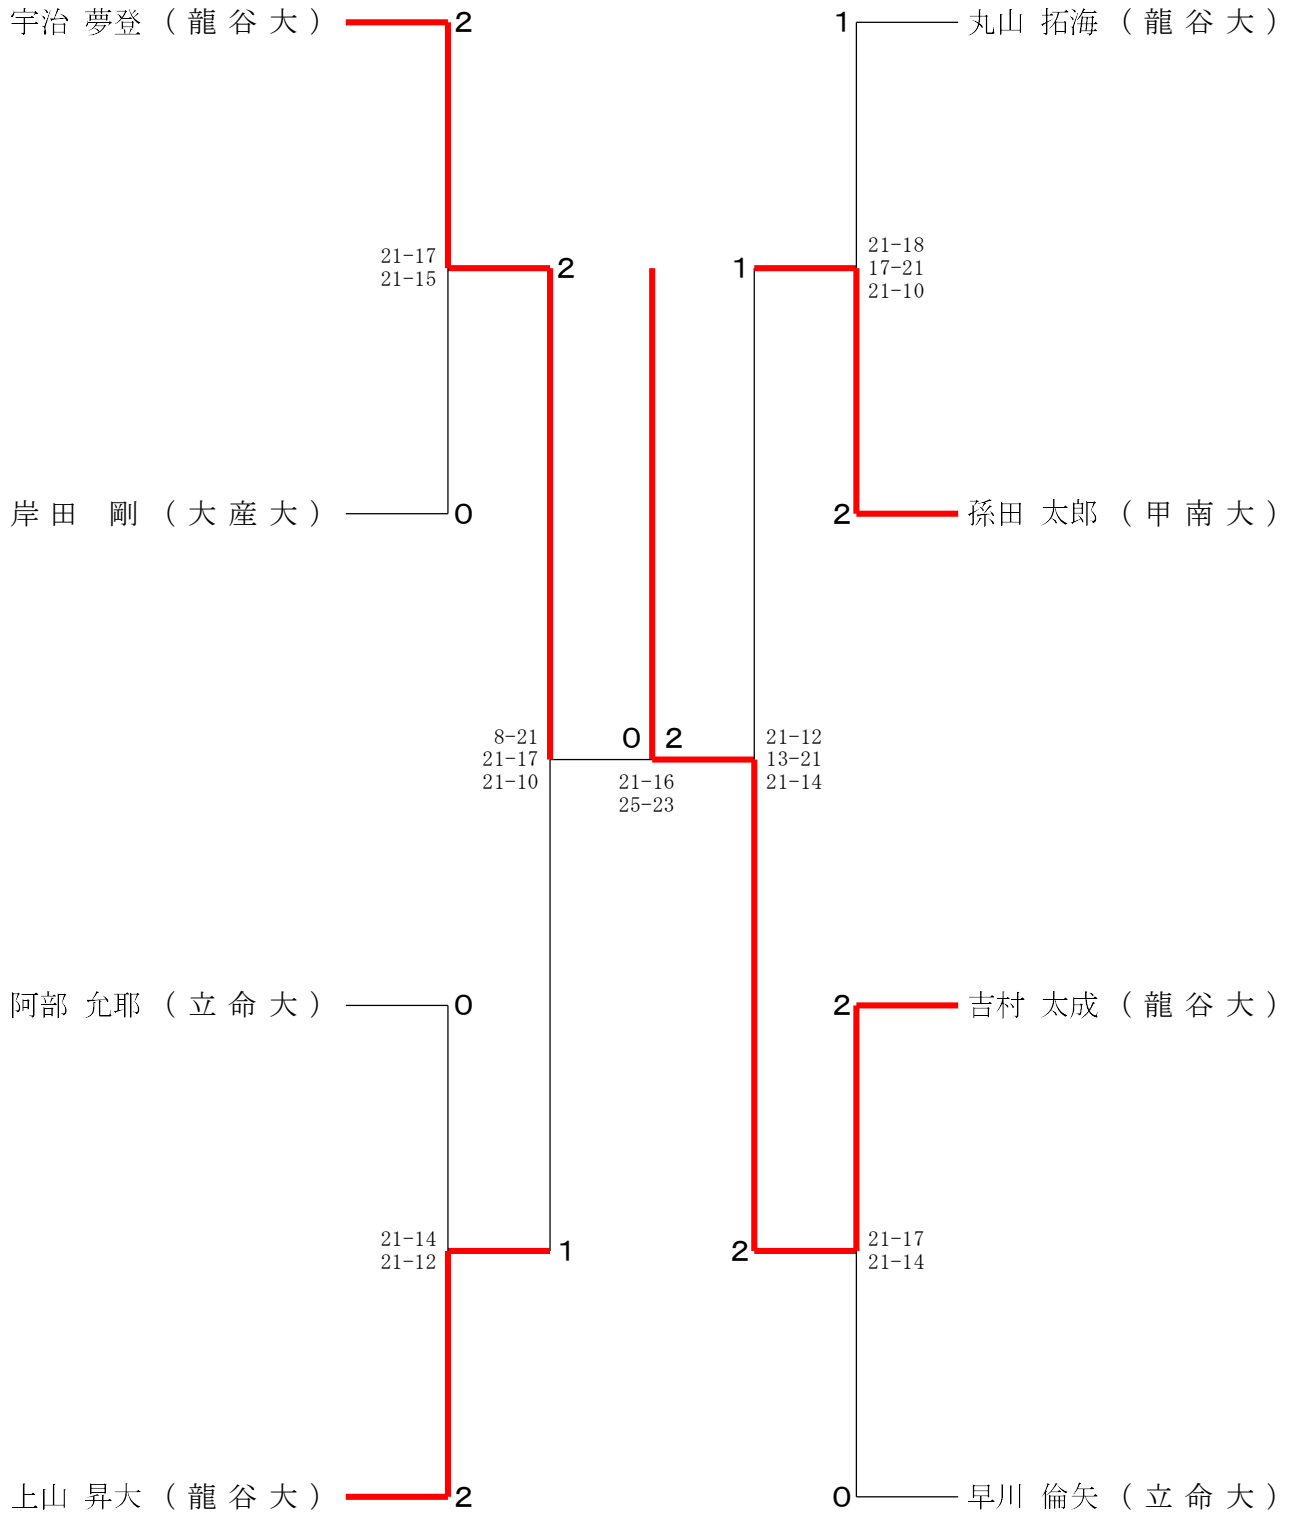 宇治 夢登 (龍谷大) 2
1 丸山 拓海 (龍谷大)
21-17
21-15
2
1
21-18
17-21
21-10
岸田 剛 (大産大) 0
2 孫田 太郎 (甲南大)
8-21
21-17
21-10
0 2
21-16
25-23
21-12
13-21
21-14
阿部 允耶 (立命大) 0
2 吉村 太成 (龍谷大)
21-14
21-12
1
2
21-17
21-14
上山 昇大 (龍谷大) 2
0 早川 倫矢 (立命大)